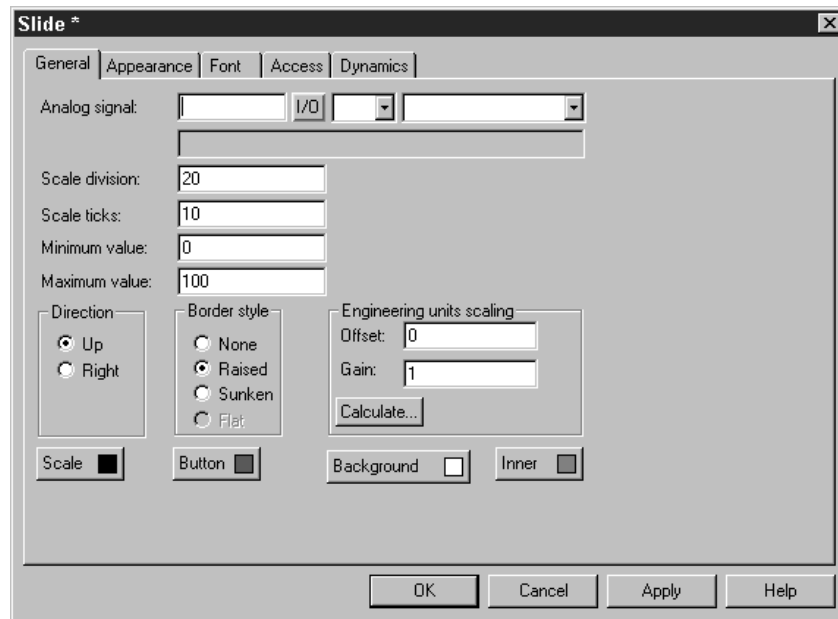 Slide *
General Appearance Font Access Dynamics
Analog signal: I/O
Scale division: 20
Scale ticks: 10
Minimum value: 0
Maximum value: 100
Direction Border style Engineering units scaling
Up None Offset: 0
Right Raised Gain: 1
Sunken
Flat Calculate...
Scale Button Background Inner
OK Cancel Apply Help